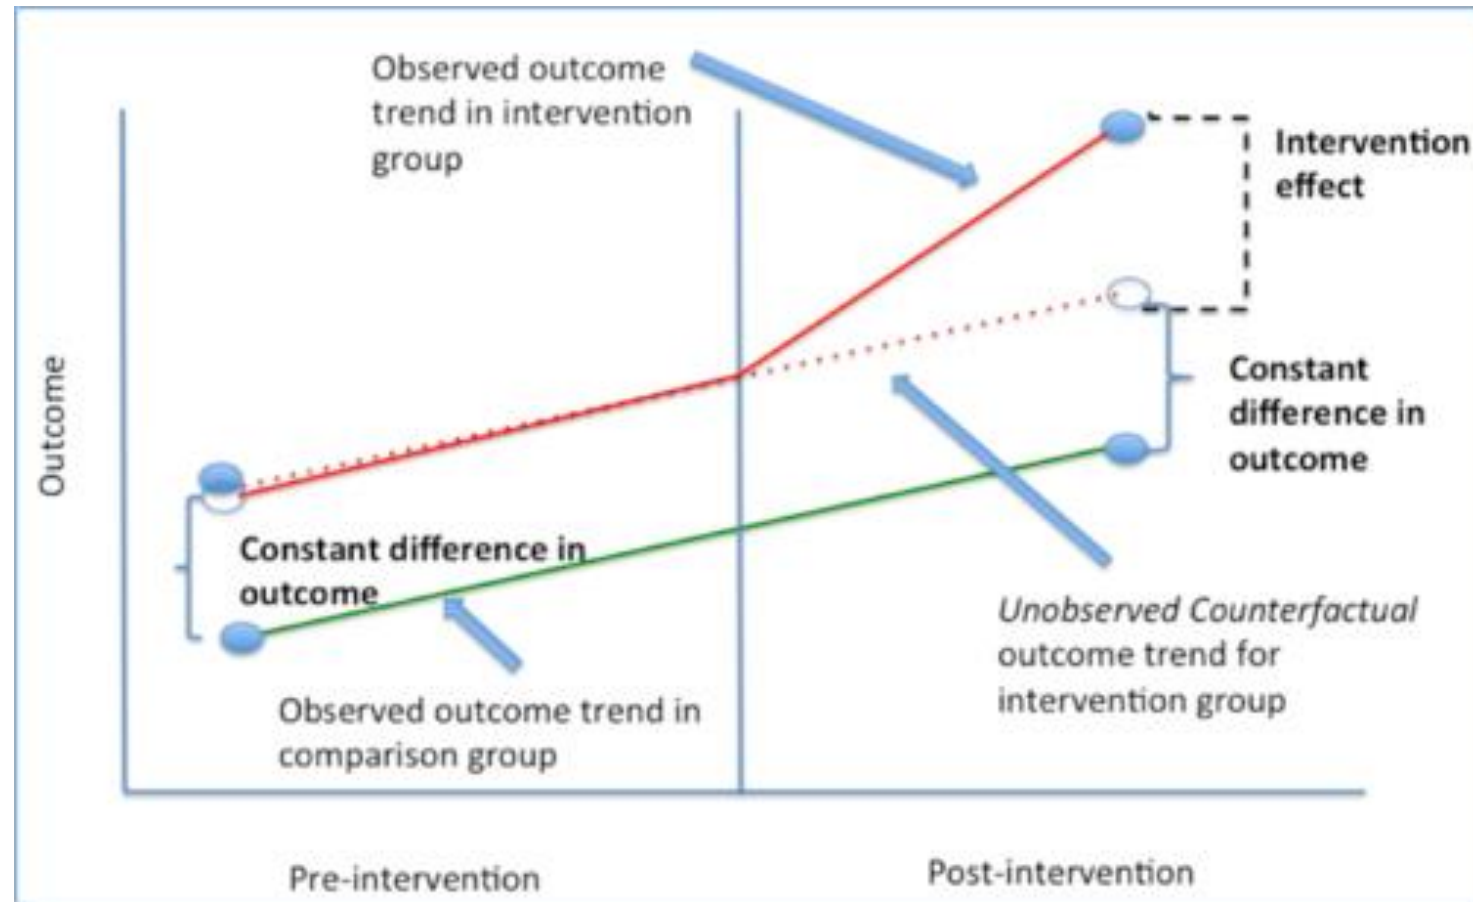 Observed outcome
trend in intervention
group
Intervention
effect
Constant
difference in
outcome
Outcome
Constant difference in
outcome
Unobserved Counterfactual
outcome trend for
intervention group
Observed outcome trend in
comparison group
Pre-intervention
Post-intervention